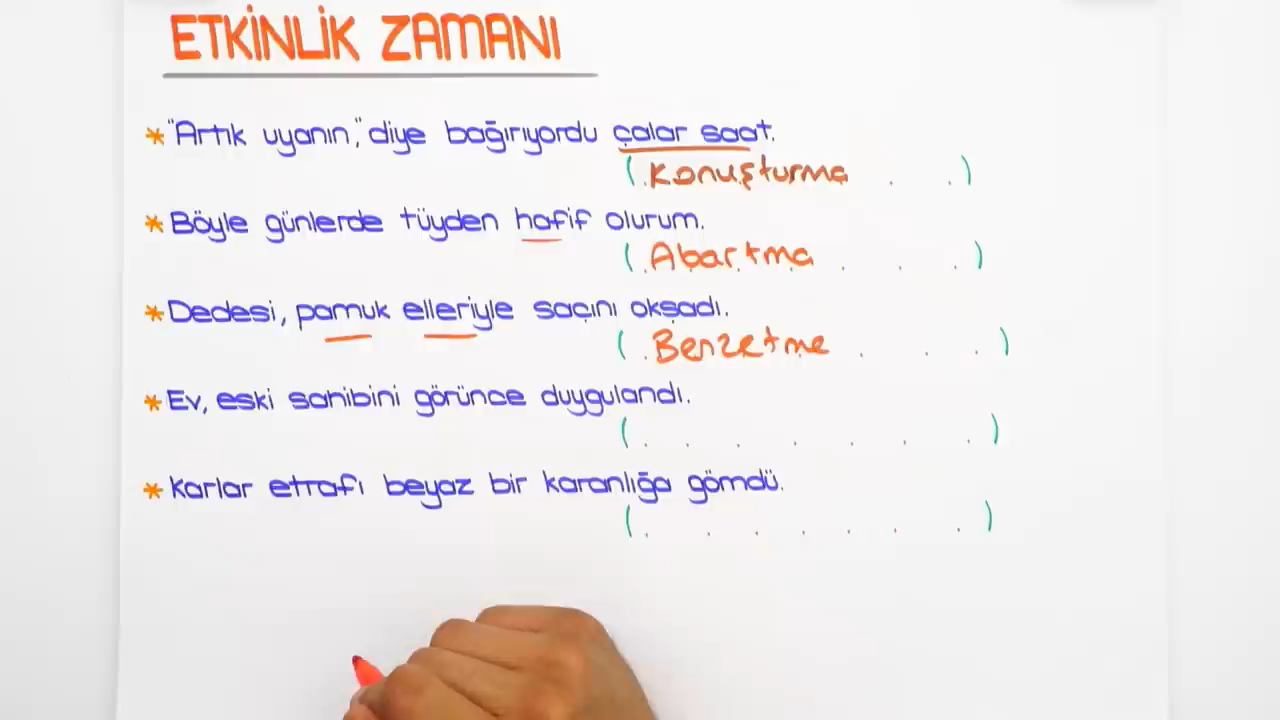 ETKİNLİK ZAMANI
* "Artık uyanın," diye bağırıyordu çalar saat.
(.Konuşturma . .)
* Böyle günlerde tüyden hafif olurum.
(.Abartma . . .)
* Dedesi, pamuk elleriyle saçını okşadı.
(.Benzetme . . .)
* Ev, eski sahibini görünce duygulandı.
(. . . . . . .)
* Karlar etrafı beyaz bir karanlığa gömdü.
(. . . . . . .)